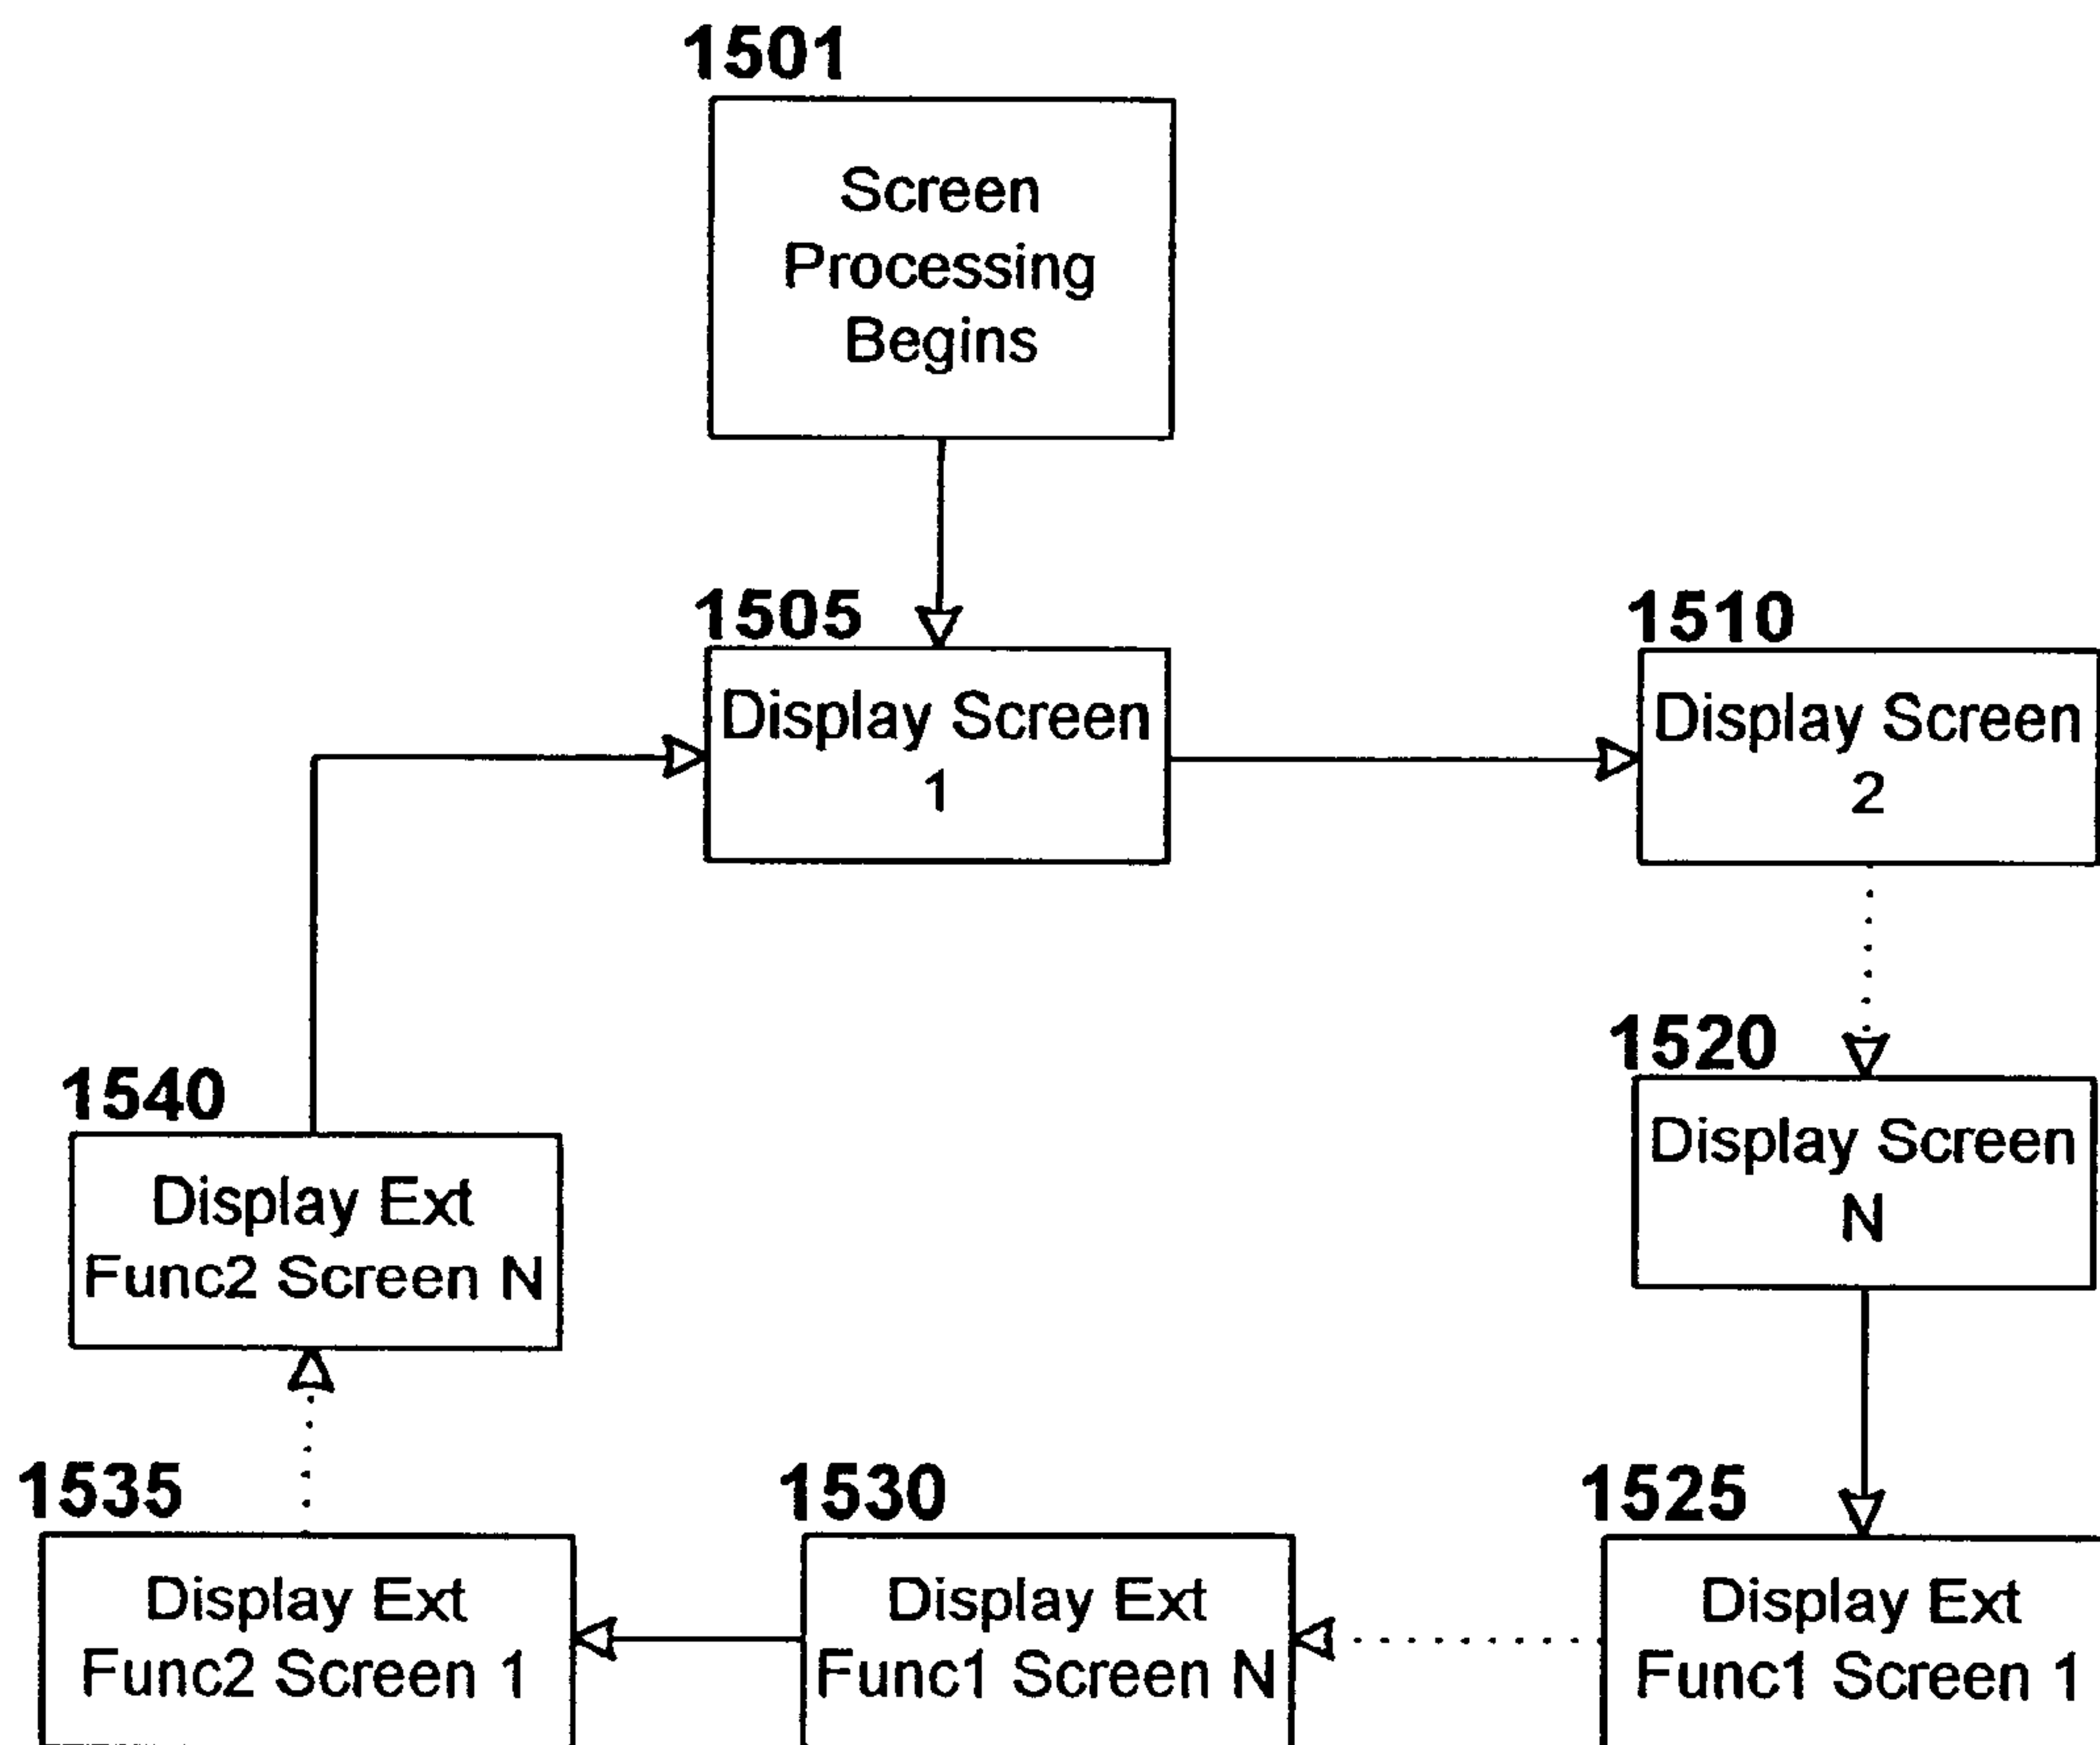 1501
Screen
Processing
Begins
1505
Display Screen
1
1510
Display Screen
2
1520
Display Screen
N
1525
Display Ext
Func1 Screen 1
1530
Display Ext
Func1 Screen N
1535
Display Ext
Func2 Screen 1
1540
Display Ext
Func2 Screen N